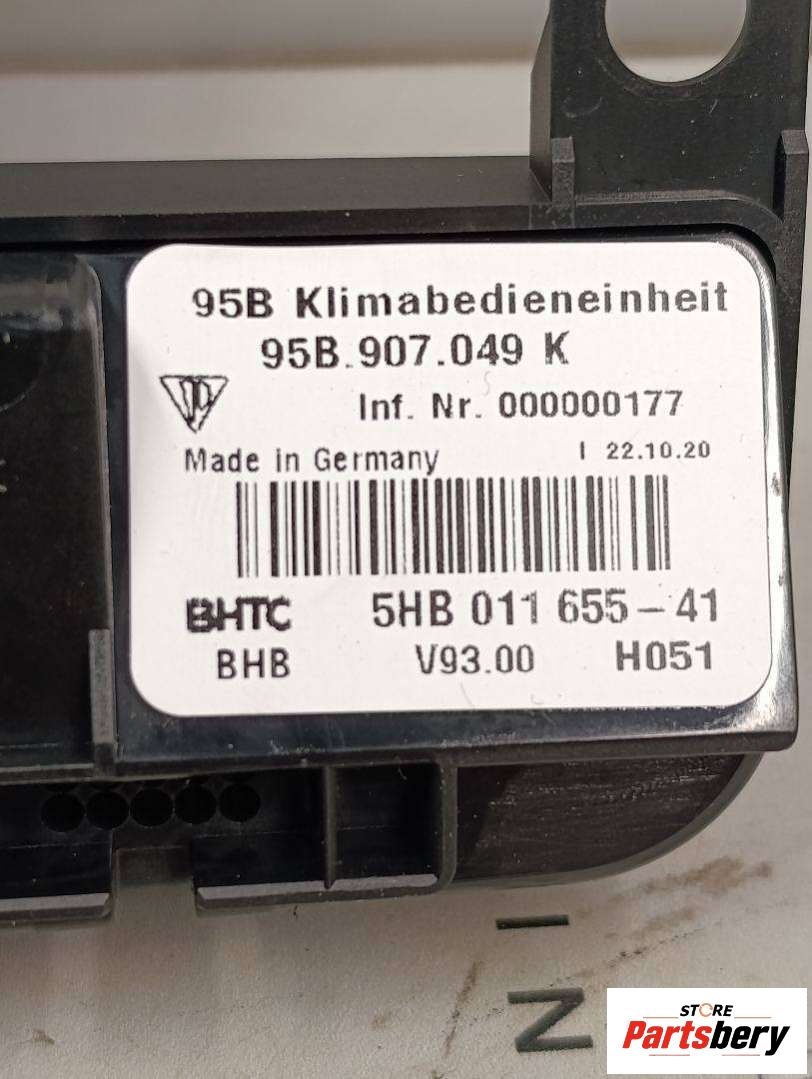 95B Klimabedieneinheit
95B.907.049 K
Inf. Nr. 000000177
Made in Germany I 22.10.20
BHTC 5HB 011 655-41
BHB V93.00 H051
STORE
Partsbery